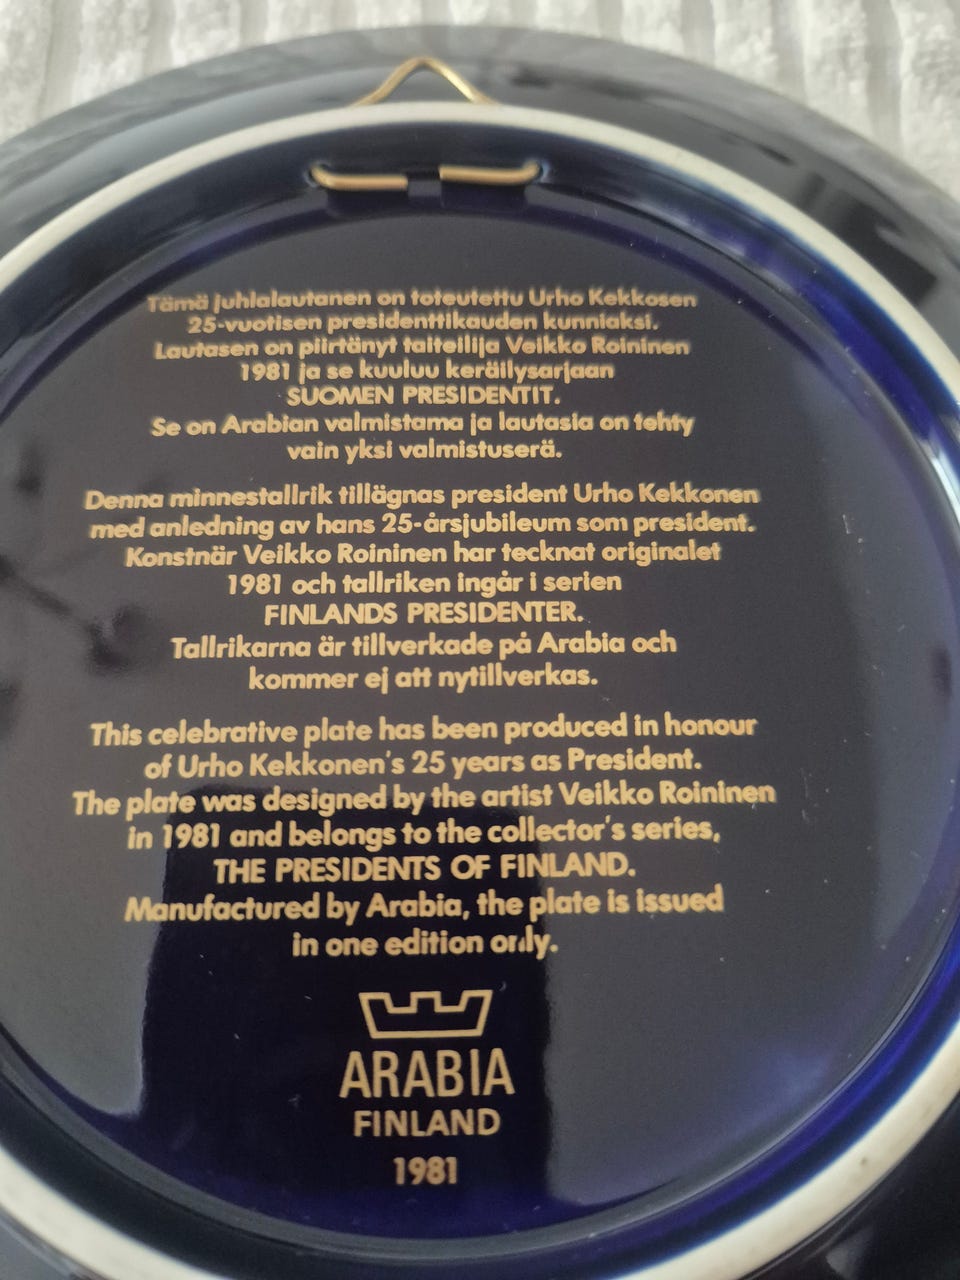 Tämä juhlalautanen on toteutettu Urho Kekkosen
25-vuotisen presidenttikauden kunniaksi.
Lautasen on piirtänyt taiteilija Veikko Roininen
1981 ja se kuuluu keräilysarjaan
SUOMEN PRESIDENTIT.
Se on Arabian valmistama ja lautasia on tehty
vain yksi valmistuserä.
Denna minnestallrik tillägnas president Urho Kekkonen
med anledning av hans 25-årsjubileum som president.
Konstnär Veikko Roininen har tecknat originalet
1981 och tallriken ingår i serien
FINLANDS PRESIDENTER.
Tallrikarna är tillverkade på Arabia och
kommer ej att nytillverkas.
This celebrative plate has been produced in honour
of Urho Kekkonen's 25 years as President.
The plate was designed by the artist Veikko Roininen
in 1981 and belongs to the collector's series,
THE PRESIDENTS OF FINLAND.
Manufactured by Arabia, the plate is issued
in one edition only.
ARABIA
FINLAND
1981